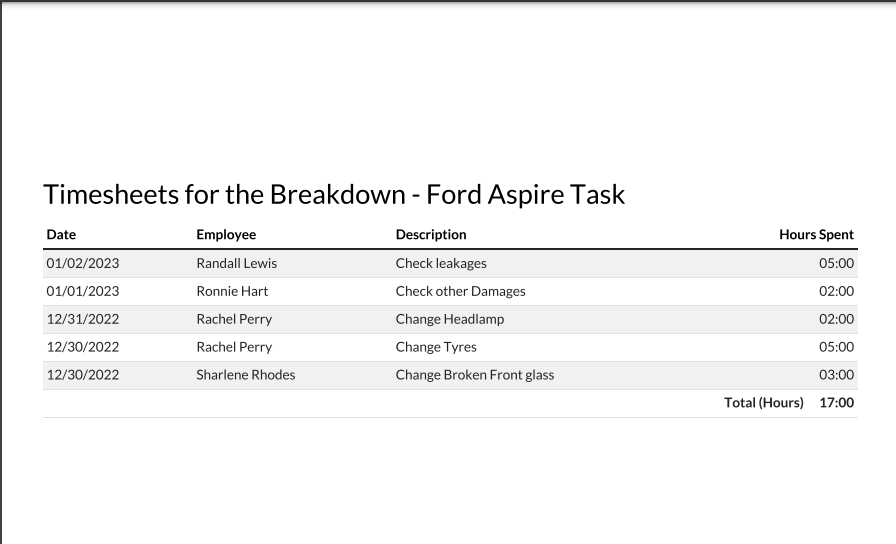 Timesheets for the Breakdown - Ford Aspire Task
Date Employee Description Hours Spent
01/02/2023 Randall Lewis Check leakages 05:00
01/01/2023 Ronnie Hart Check other Damages 02:00
12/31/2022 Rachel Perry Change Headlamp 02:00
12/30/2022 Rachel Perry Change Tyres 05:00
12/30/2022 Sharlene Rhodes Change Broken Front glass 03:00
Total (Hours) 17:00